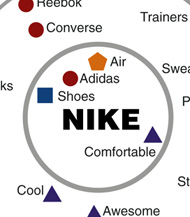 Reebok
Converse
Trainers
Air
Adidas
Shoes
NIKE
Comfortable
Cool
Awesome